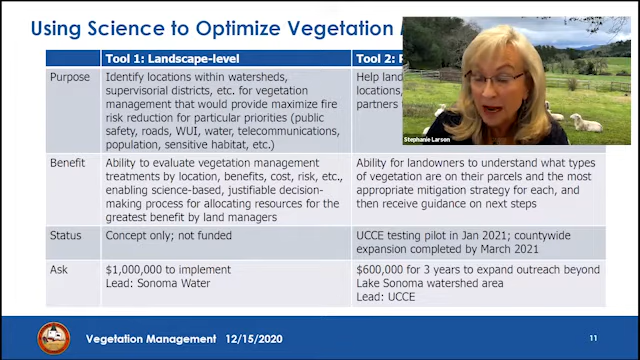 Using Science to Optimize Vegetation
Tool 1: Landscape-level
Tool 2:
Purpose
Identify locations within watersheds,
supervisorial districts, etc. for vegetation
management that would provide maximize fire
risk reduction for particular priorities (public
safety, roads, WUI, water, telecommunications,
population, sensitive habitat, etc.)
Help
locations,
partners
Stephanie Larson
Benefit
Ability to evaluate vegetation management
treatments by location, benefits, cost, risk, etc.,
enabling science-based, justifiable decision-
making process for allocating resources for the
greatest benefit by land managers
Ability for landowners to understand what types
of vegetation are on their parcels and the most
appropriate mitigation strategy for each, and
then receive guidance on next steps
Status
Concept only; not funded
UCCE testing pilot in Jan 2021; countywide
expansion completed by March 2021
Ask
$1,000,000 to implement
Lead: Sonoma Water
$600,000 for 3 years to expand outreach beyond
Lake Sonoma watershed area
Lead: UCCE
Vegetation Management 12/15/2020
11